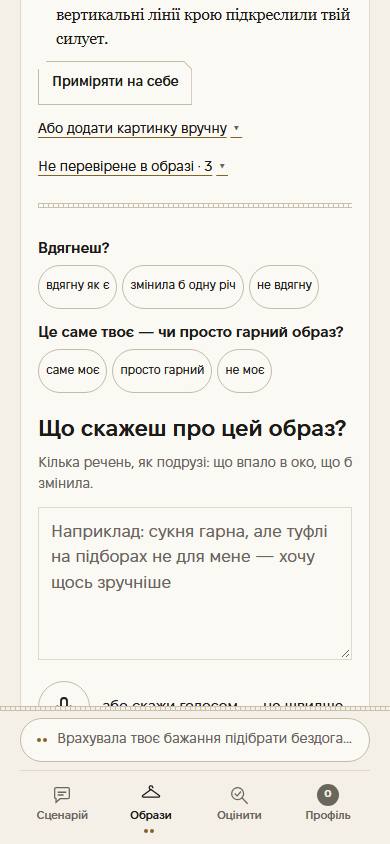 вертикальні лінії крою підкреслили твій
силует.
Приміряти на себе
Або додати картинку вручну
Не перевірене в образі · 3
Вдягнеш?
вдягну як є
змінила б одну річ
не вдягну
Це саме твоє — чи просто гарний образ?
саме моє
просто гарний
не моє
Що скажеш про цей образ?
Кілька речень, як подрузі: що впало в око, що б
змінила.
Наприклад: сукня гарна, але туфлі
на підборах не для мене — хочу
щось зручніше
або скажи голосом —
Врахувала твоє бажання підібрати бездога...
Сценарій
Образи
Оцінити
0
Профіль